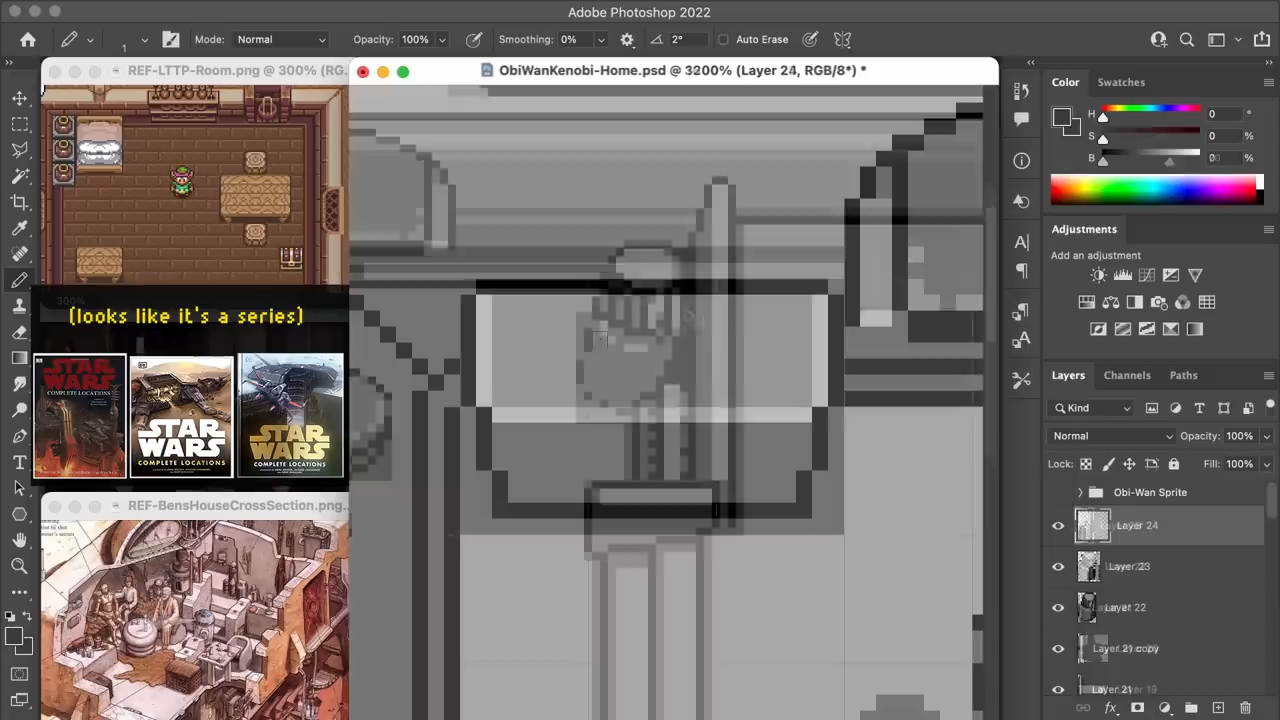 Adobe Photoshop 2022
1
Mode:
Normal
Opacity: 100%
Smoothing: 0%
2°
Auto Erase
REF-LTTP-Room.png @ 300% (RG.
ObiWanKenobi-Home.psd @ 3200% (Layer 24, RGB/8*) *
Color
Swatches
H
0
°
S
0
%
B
%
300%
(looks like it's a series)
STAR WARS
COMPLETE LOCATIONS
STAR WARS
COMPLETE LOCATIONS
STAR WARS
COMPLETE LOCATIONS
REF-BensHouseCrossSection.png...
Adjustments
Add an adjustment
Layers
Channels
Paths
Kind
Normal
Opacity: 100%
Lock:
Fill: 100%
Obi-Wan Sprite
Layer 24
Layer 23
Layer 22
Layer 21 copy
Layer 21
fx